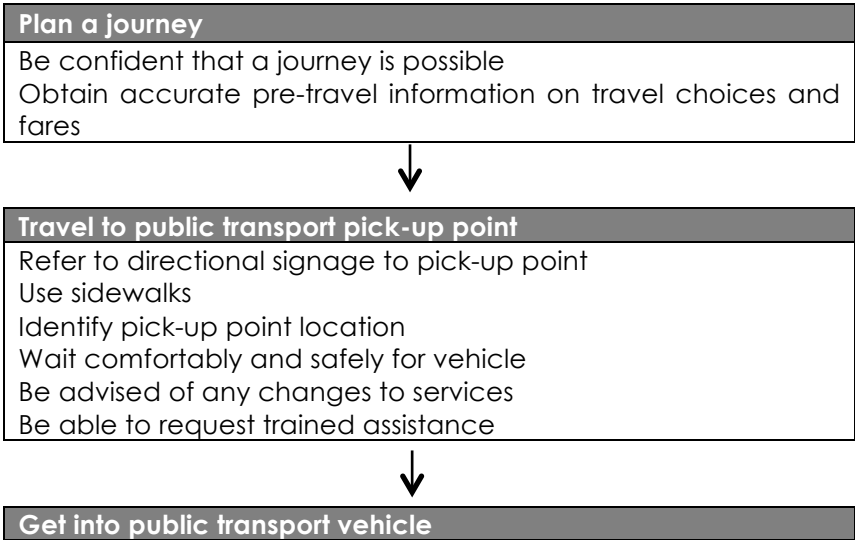 Plan a journey
Be confident that a journey is possible
Obtain accurate pre-travel information on travel choices and
fares
Travel to public transport pick-up point
Refer to directional signage to pick-up point
Use sidewalks
Identify pick-up point location
Wait comfortably and safely for vehicle
Be advised of any changes to services
Be able to request trained assistance
Get into public transport vehicle